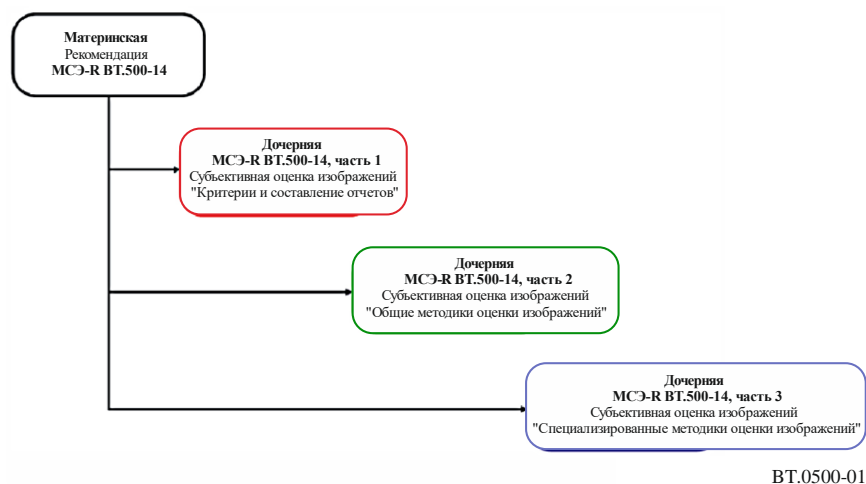 Материнская
Рекомендация
МСЭ-R BT.500-14
Дочерняя
МСЭ-R BT.500-14, часть 1
Субъективная оценка изображений
"Критерии и составление отчетов"
Дочерняя
МСЭ-R BT.500-14, часть 2
Субъективная оценка изображений
"Общие методики оценки изображений"
Дочерняя
МСЭ-R BT.500-14, часть 3
Субъективная оценка изображений
"Специализированные методики оценки изображений"
BT.0500-01